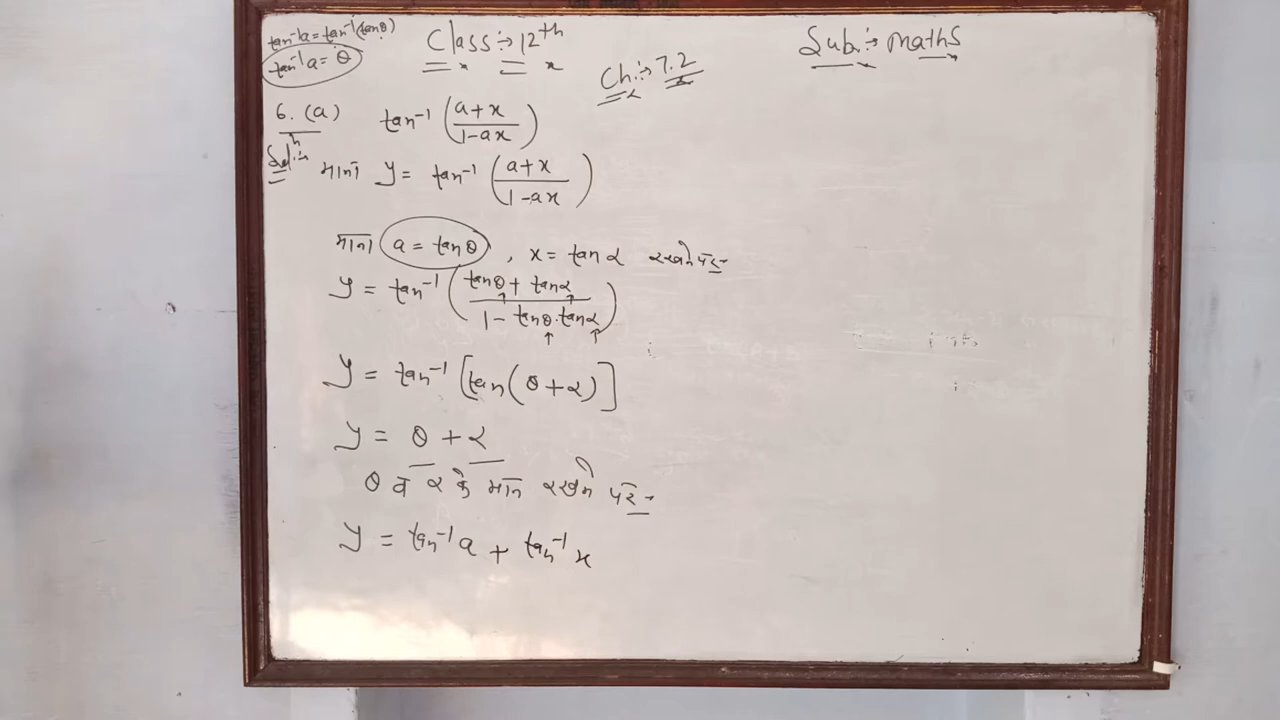 tan⁻¹a = tan⁻¹(tanθ)
tan⁻¹a = θ
Class:- 12th
Sub:- maths
Ch:- 7.2
6. (a) tan⁻¹ (a+x / 1-ax)
Soln:-
माना y = tan⁻¹ (a+x / 1-ax)
माना a = tanθ , x = tanα रखने पर-
y = tan⁻¹ (tanθ + tanα / 1 - tanθ.tanα)
y = tan⁻¹ [tan(θ+α)]
y = θ + α
θ व α के मान रखने पर-
y = tan⁻¹a + tan⁻¹x